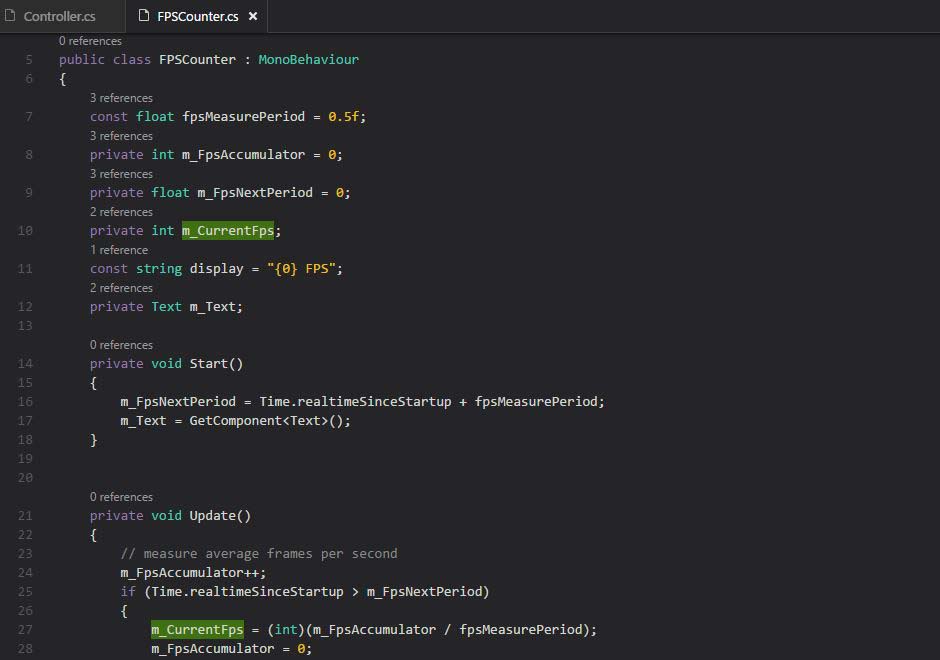 Controller.cs FPSCounter.cs ×
0 references
5 public class FPSCounter : MonoBehaviour
6 {
3 references
7 const float fpsMeasurePeriod = 0.5f;
3 references
8 private int m_FpsAccumulator = 0;
3 references
9 private float m_FpsNextPeriod = 0;
2 references
10 private int m_CurrentFps;
1 reference
11 const string display = "{0} FPS";
2 references
12 private Text m_Text;
13
0 references
14 private void Start()
15 {
16 m_FpsNextPeriod = Time.realtimeSinceStartup + fpsMeasurePeriod;
17 m_Text = GetComponent<Text>();
18 }
19
20
0 references
21 private void Update()
22 {
23 // measure average frames per second
24 m_FpsAccumulator++;
25 if (Time.realtimeSinceStartup > m_FpsNextPeriod)
26 {
27 m_CurrentFps = (int)(m_FpsAccumulator / fpsMeasurePeriod);
28 m_FpsAccumulator = 0;